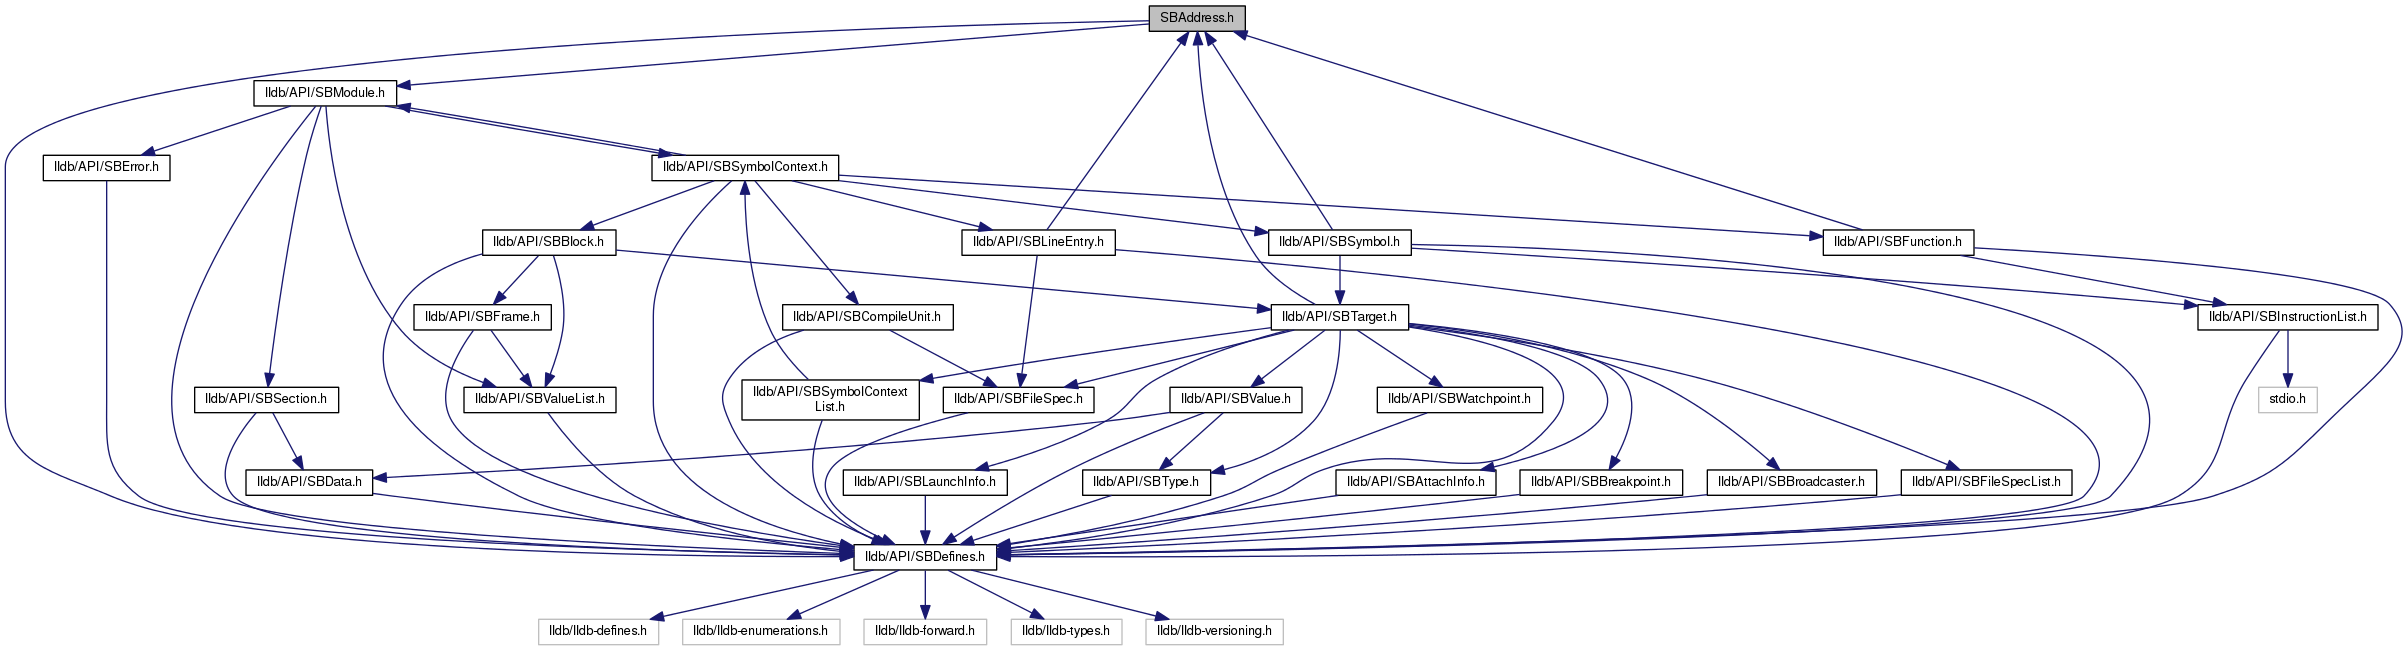 SBAddress.h
lldb/API/SBModule.h
lldb/API/SBError.h
lldb/API/SBSymbolContext.h
lldb/API/SBBlock.h
lldb/API/SBLineEntry.h
lldb/API/SBSymbol.h
lldb/API/SBFunction.h
lldb/API/SBFrame.h
lldb/API/SBCompileUnit.h
lldb/API/SBTarget.h
lldb/API/SBInstructionList.h
lldb/API/SBSection.h
lldb/API/SBValueList.h
lldb/API/SBSymbolContext
List.h
lldb/API/SBFileSpec.h
lldb/API/SBValue.h
lldb/API/SBWatchpoint.h
stdio.h
lldb/API/SBData.h
lldb/API/SBLaunchInfo.h
lldb/API/SBType.h
lldb/API/SBAttachInfo.h
lldb/API/SBBreakpoint.h
lldb/API/SBBroadcaster.h
lldb/API/SBFileSpecList.h
lldb/API/SBDefines.h
lldb/lldb-defines.h
lldb/lldb-enumerations.h
lldb/lldb-forward.h
lldb/lldb-types.h
lldb/lldb-versioning.h